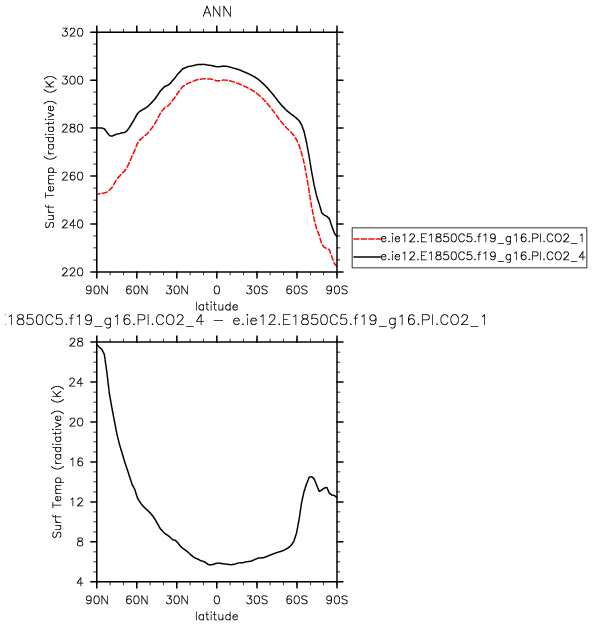 ANN
320
300
280
260
240
220
Surf Temp (radiative) (K)
90N 60N 30N 0 30S 60S 90S
latitude
e.ie12.E1850C5.f19_g16.PI.CO2_1
e.ie12.E1850C5.f19_g16.PI.CO2_4
.1850C5.f19_g16.PI.CO2_4 - e.ie12.E1850C5.f19_g16.PI.CO2_1
28
24
20
16
12
8
4
Surf Temp (radiative) (K)
90N 60N 30N 0 30S 60S 90S
latitude